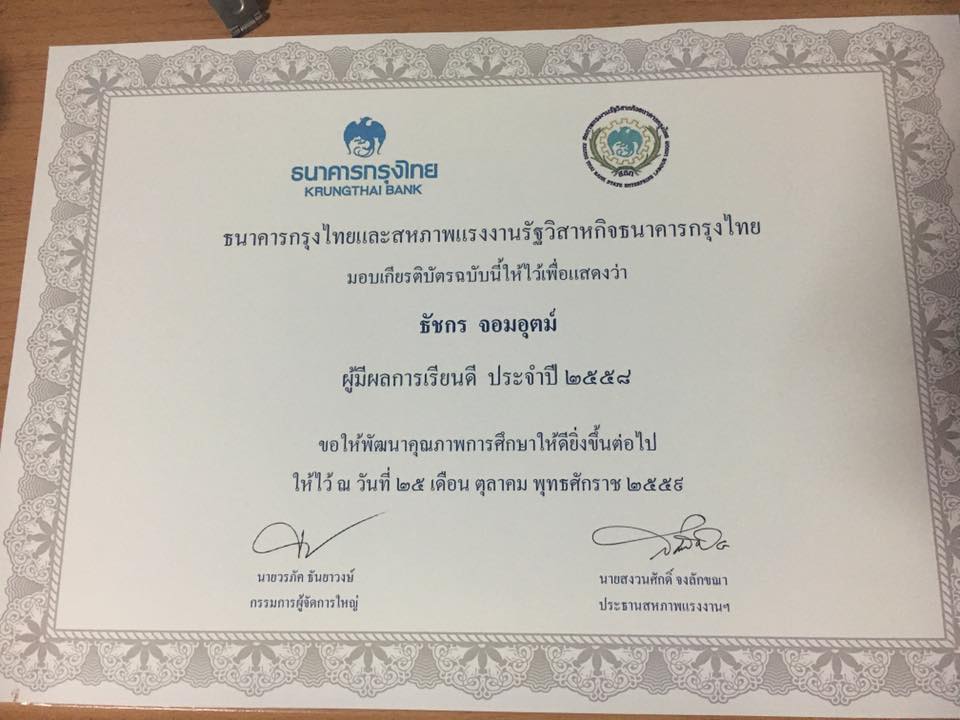 ธนาคารกรุงไทย
KRUNGTHAI BANK
ธนาคารกรุงไทยและสหภาพแรงงานรัฐวิสาหกิจธนาคารกรุงไทย
มอบเกียรติบัตรฉบับนี้ให้ไว้เพื่อแสดงว่า
ธัชกร จอมอุตม์
ผู้มีผลการเรียนดี ประจำปี ๒๕๕๘
ขอให้พัฒนาคุณภาพการศึกษาให้ดียิ่งขึ้นต่อไป
ให้ไว้ ณ วันที่ ๒๕ เดือน ตุลาคม พุทธศักราช ๒๕๕๙
นายวรภัค ธันยาวงษ์
กรรมการผู้จัดการใหญ่
นายสงวนศักดิ์ จงลักขณา
ประธานสหภาพแรงงานฯ